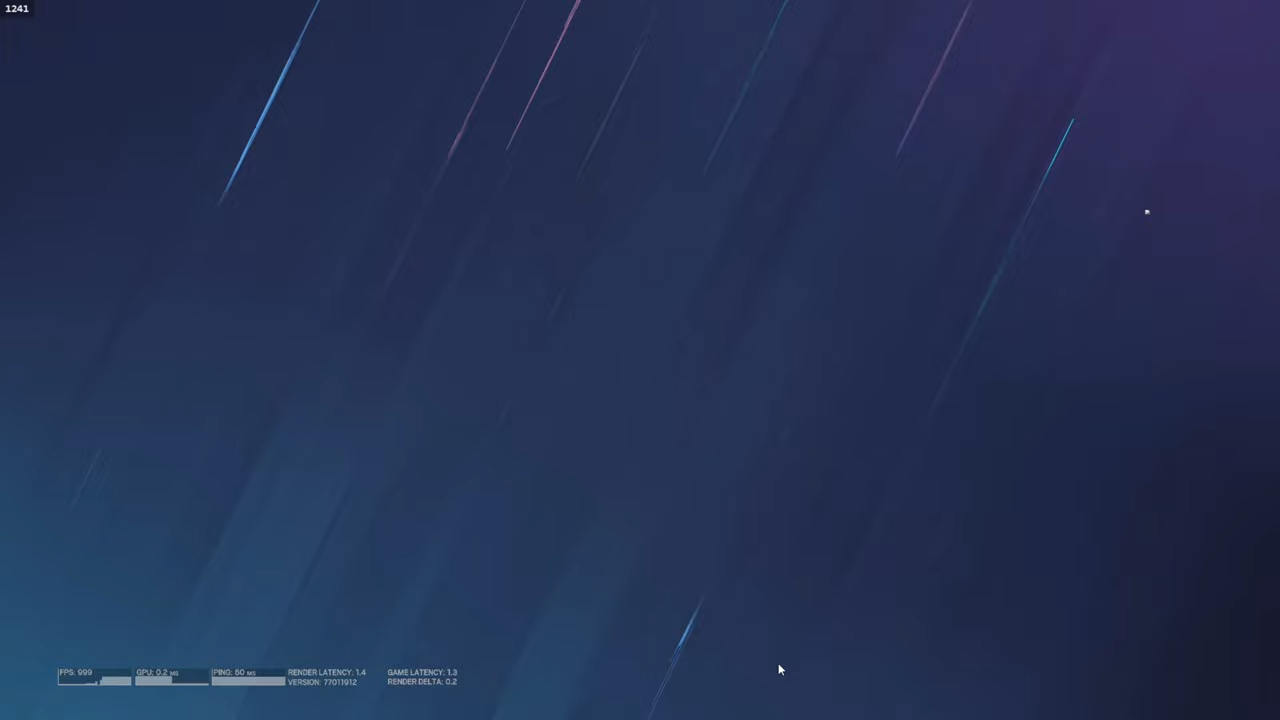 1241
FPS: 999 GPU: 0.2 MS PING: 50 MS RENDER LATENCY: 1.4 GAME LATENCY: 1.3
VERSION: 77011912 RENDER DELTA: 0.2